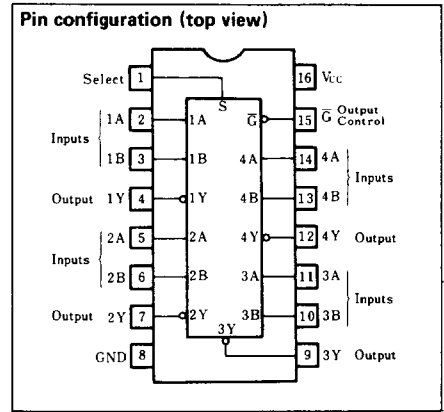 Pin configuration (top view)
Select 1
S
16 Vcc
1A 2 1A
G̅ 15 G̅ Output Control
Inputs
1B 3 1B
4A 14 4A
Inputs
4B 13 4B
Output 1Y 4 1Y
4Y 12 4Y Output
Inputs
2A 5 2A
3A 11 3A
2B 6 2B
Inputs
3B 10 3B
Output 2Y 7 2Y
3Y
GND 8
9 3Y Output